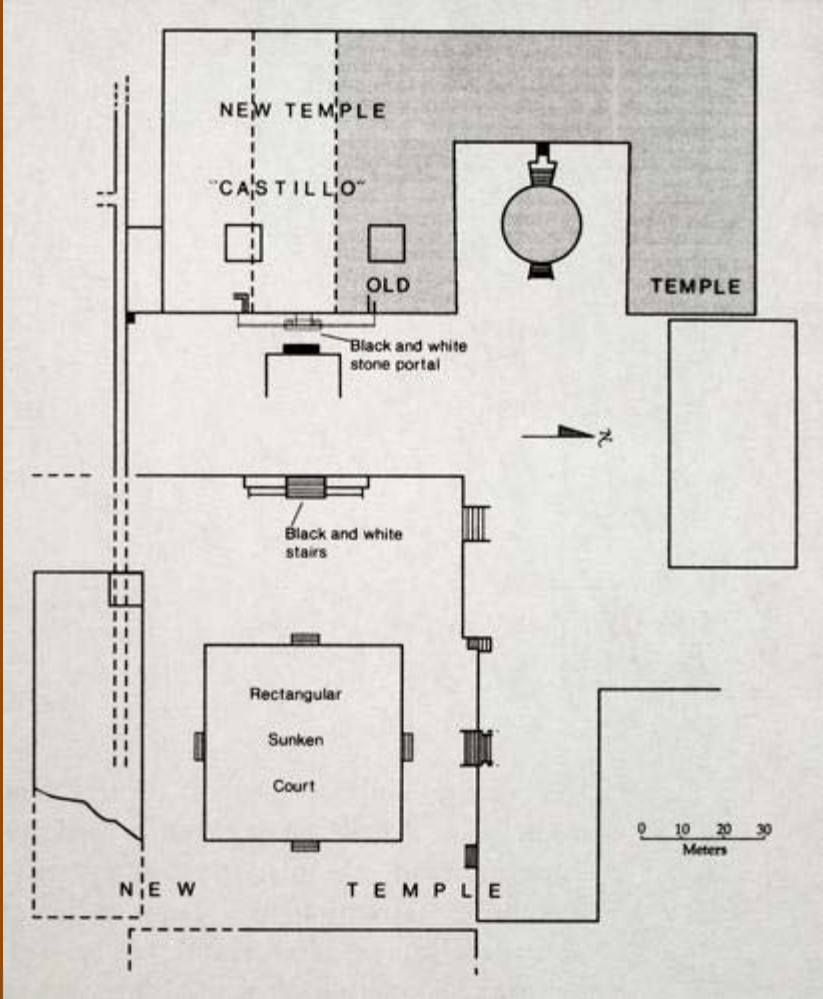 NEW TEMPLE
"CASTILLO"
OLD
TEMPLE
Black and white
stone portal
N
Black and white
stairs
Rectangular
Sunken
Court
0 10 20 30
Meters
NEW TEMPLE